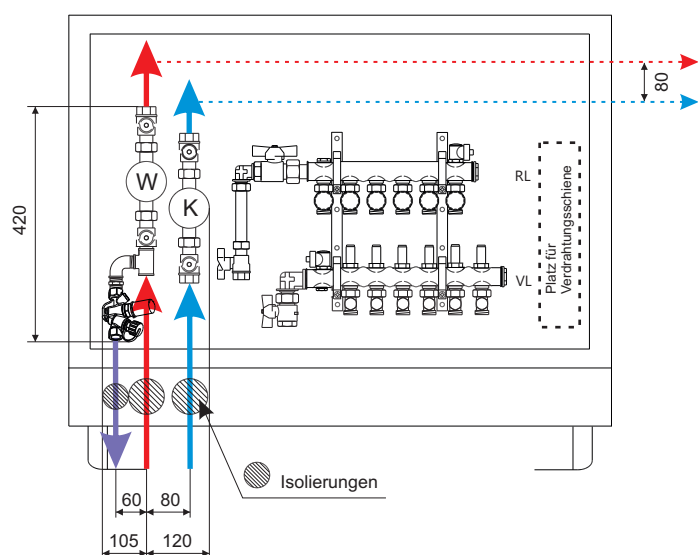 80
W
K
420
RL
VL
Platz für
Verdrahtungsschiene
Isolierungen
60
80
105
120